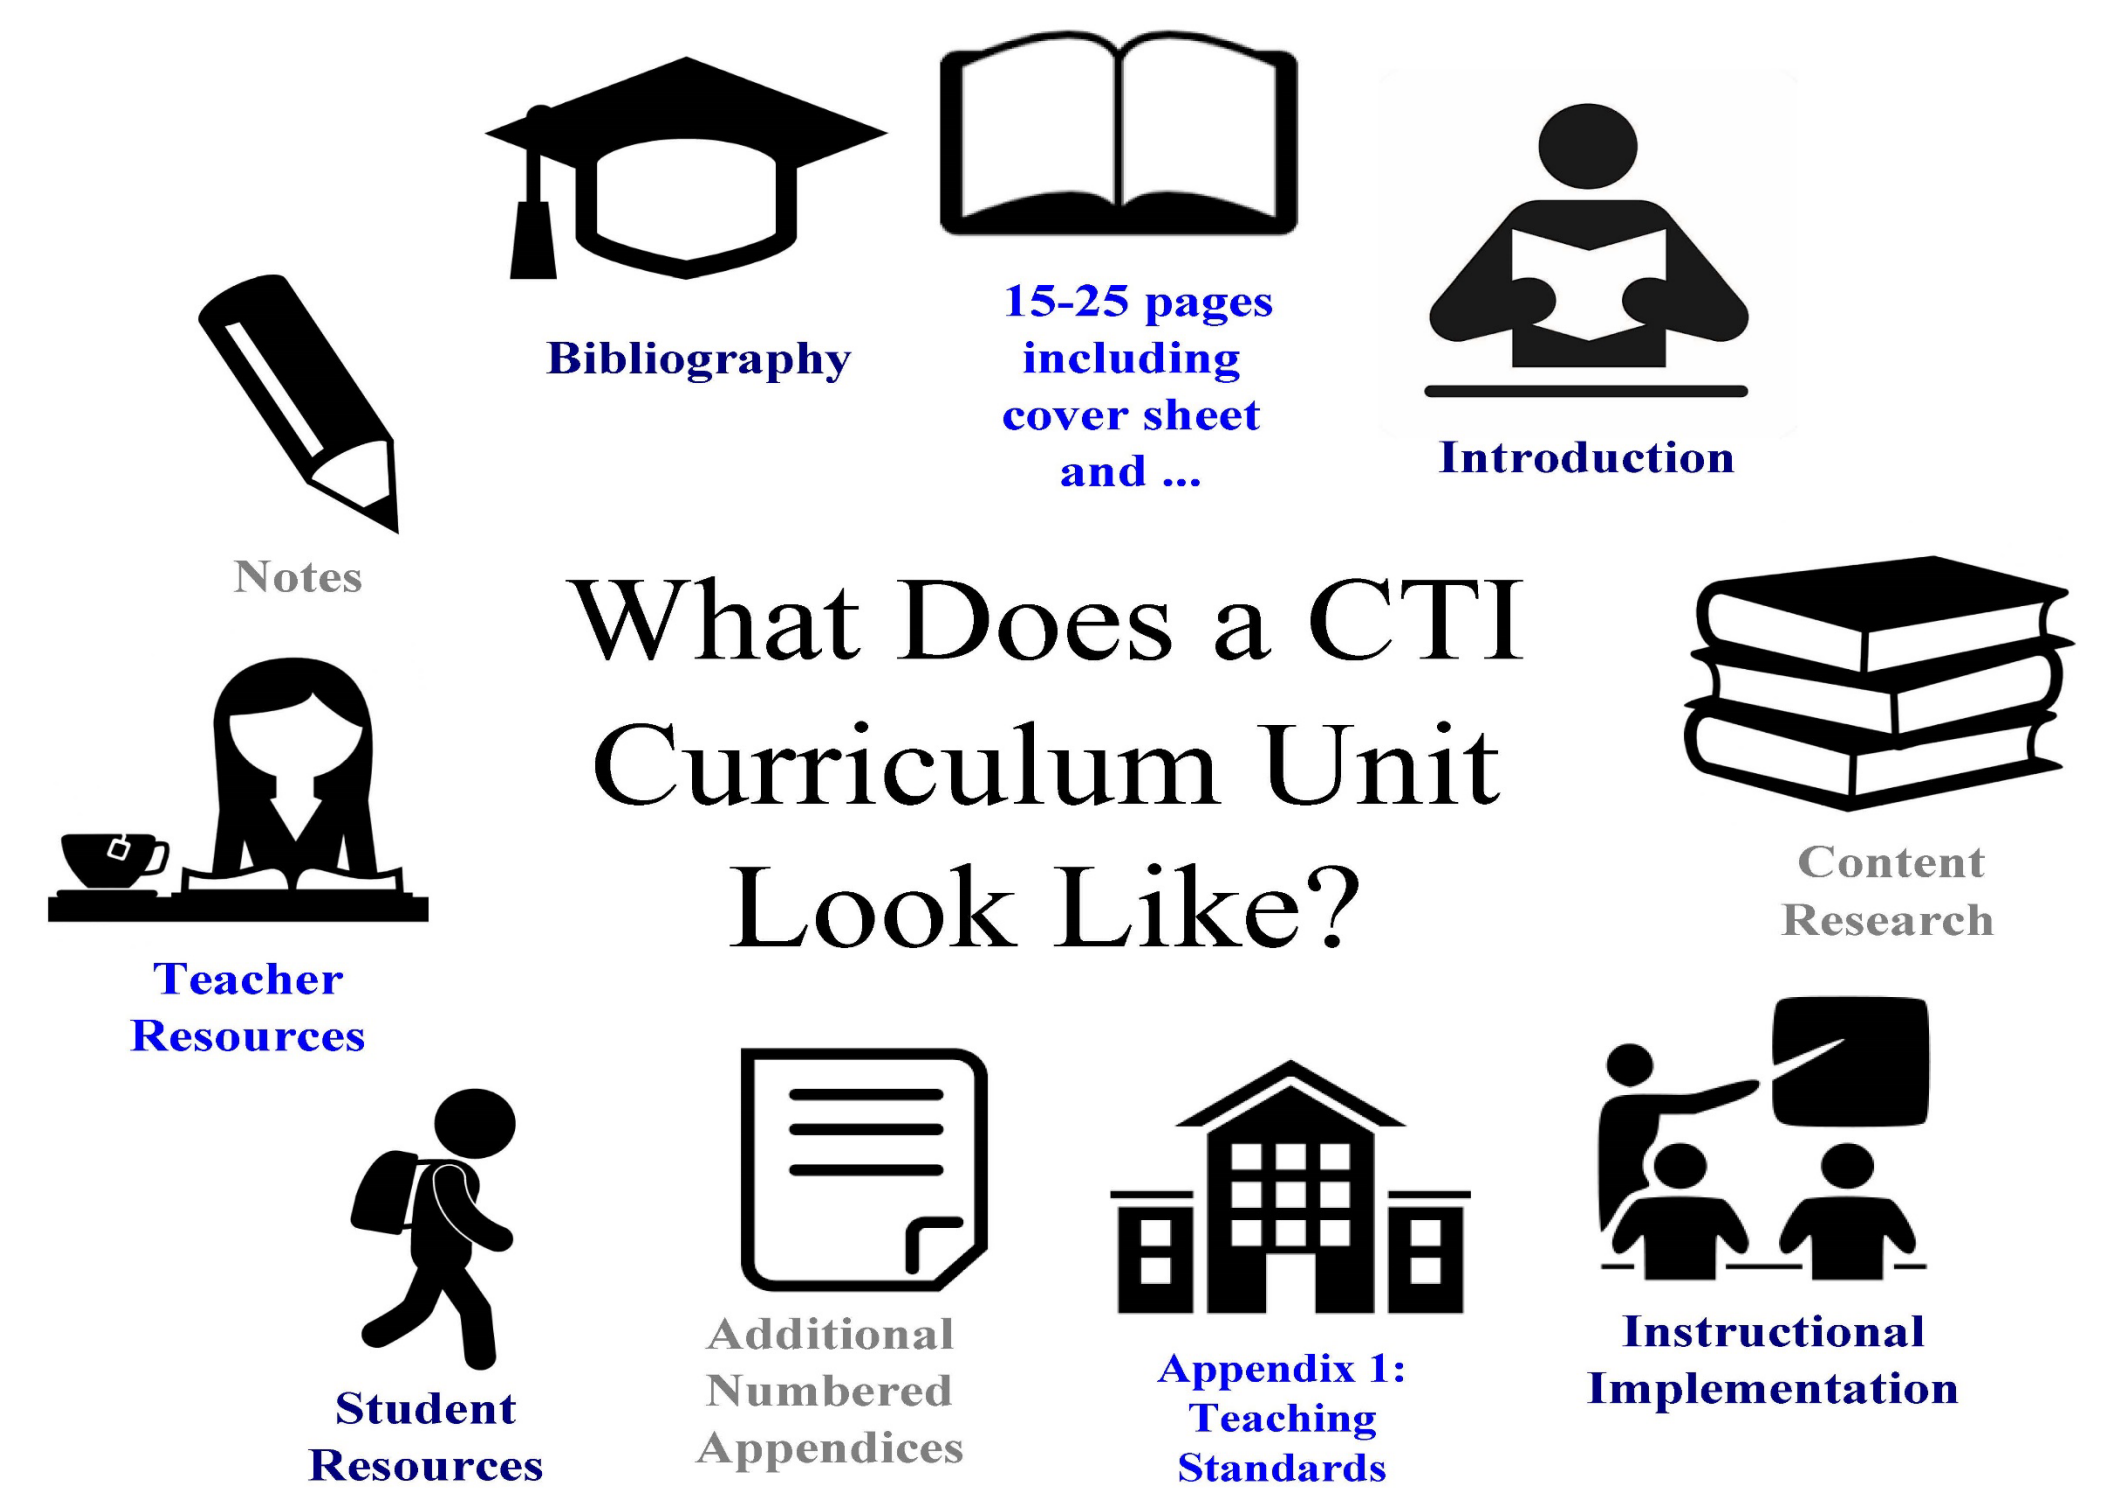 15-25 pages
including
cover sheet
and ...
Introduction
Content
Research
Instructional
Implementation
Appendix 1:
Teaching
Standards
Additional
Numbered
Appendices
Student
Resources
Teacher
Resources
Notes
Bibliography
What Does a CTI
Curriculum Unit
Look Like?